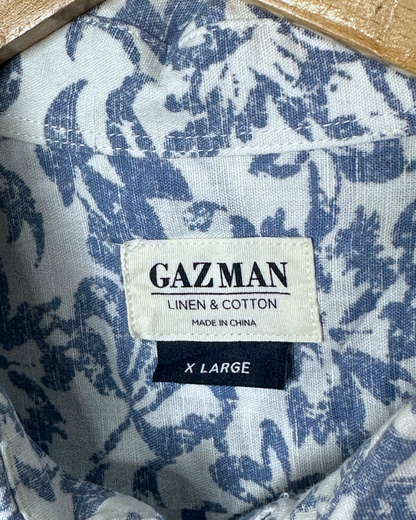 GAZMAN
LINEN & COTTON
MADE IN CHINA
X LARGE